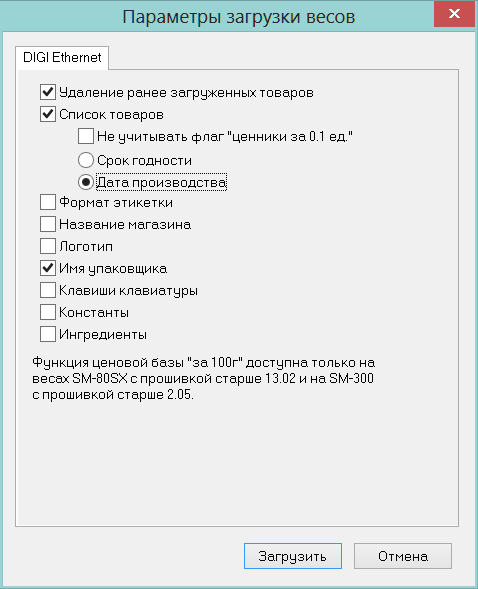 Параметры загрузки весов
DIGI Ethernet
Удаление ранее загруженных товаров
Список товаров
Не учитывать флаг "ценники за 0.1 ед."
Срок годности
Дата производства
Формат этикетки
Название магазина
Логотип
Имя упаковщика
Клавиши клавиатуры
Константы
Ингредиенты
Функция ценовой базы "за 100г" доступна только на
весах SM-80SX с прошивкой старше 13.02 и на SM-300
с прошивкой старше 2.05.
Загрузить Отмена